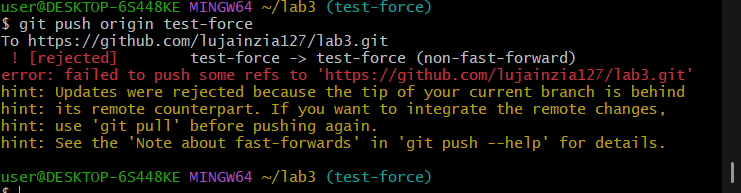 user@DESKTOP-6S448KE MINGW64 ~/lab3 (test-force)
$ git push origin test-force
To https://github.com/lujainzia127/lab3.git
 ! [rejected]        test-force -> test-force (non-fast-forward)
error: failed to push some refs to 'https://github.com/lujainzia127/lab3.git'
hint: Updates were rejected because the tip of your current branch is behind
hint: its remote counterpart. If you want to integrate the remote changes,
hint: use 'git pull' before pushing again.
hint: See the 'Note about fast-forwards' in 'git push --help' for details.
user@DESKTOP-6S448KE MINGW64 ~/lab3 (test-force)
$